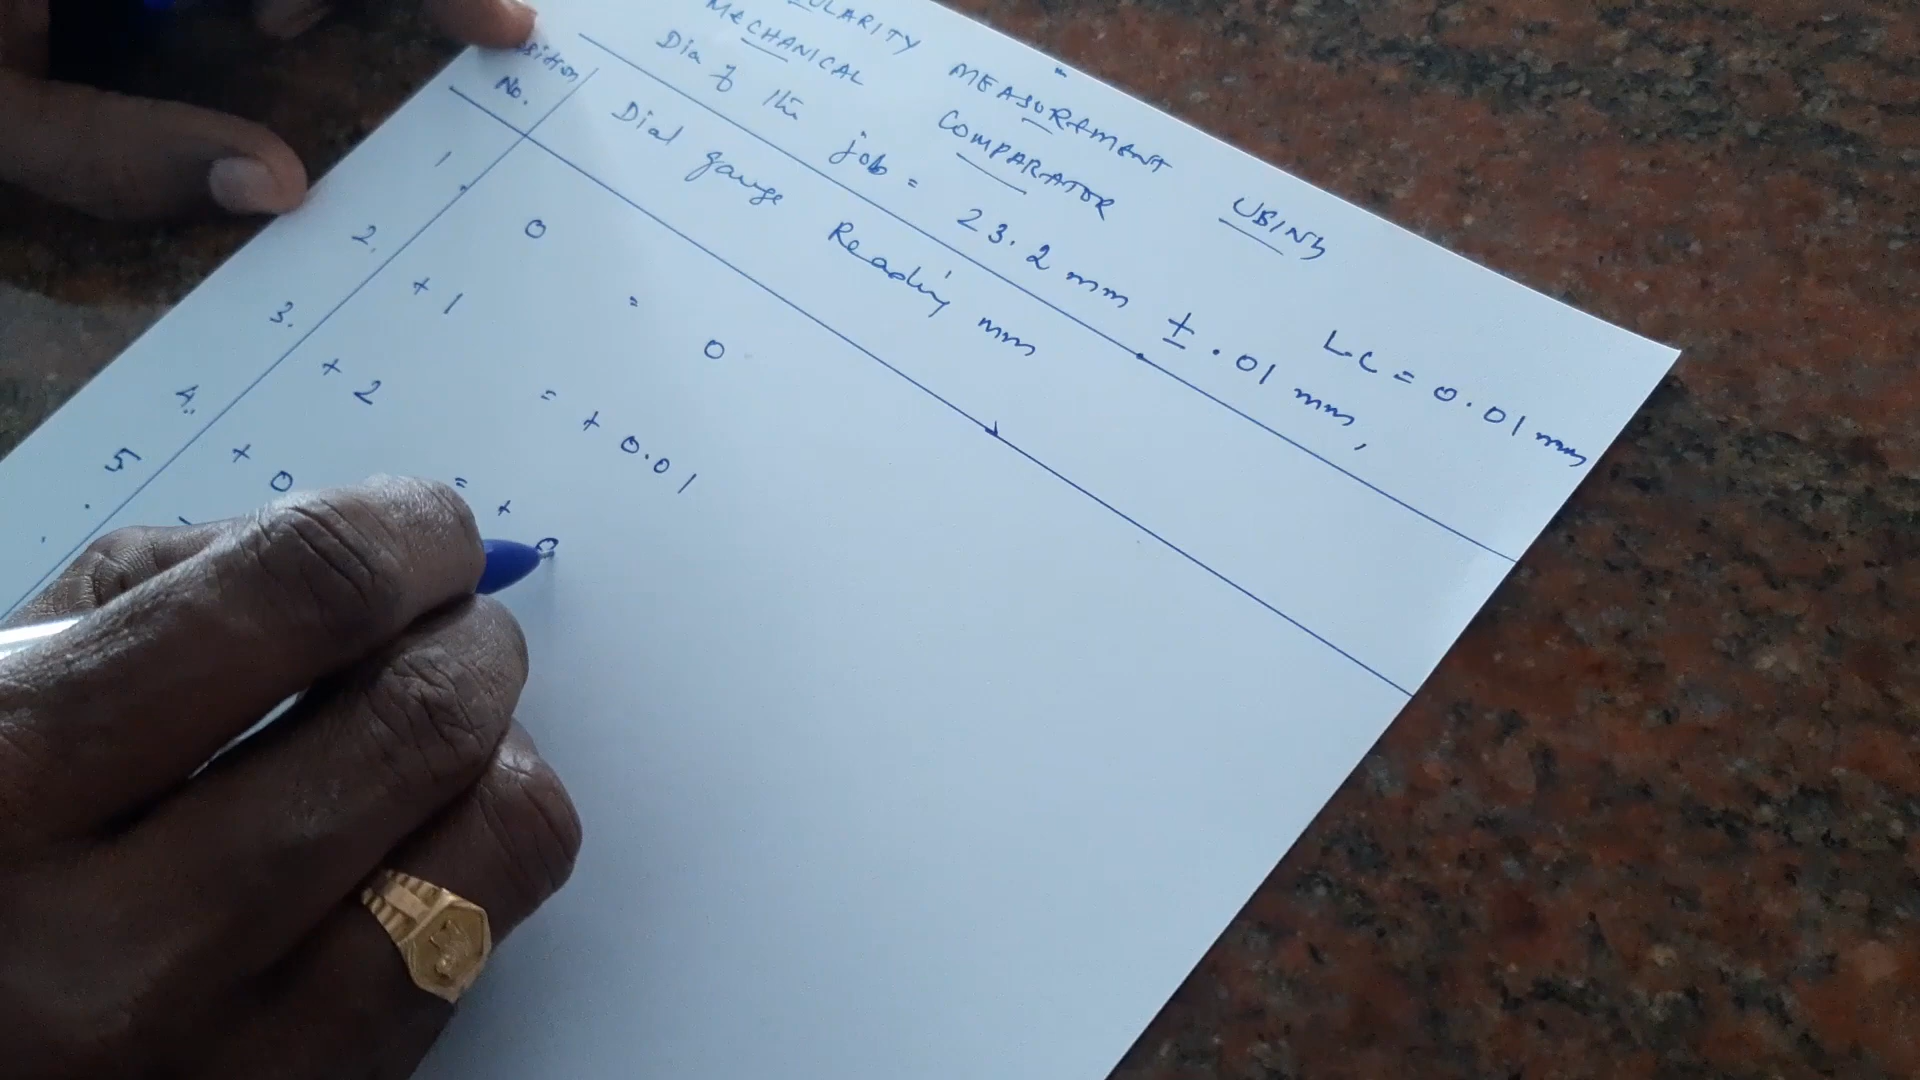 MEASUREMENT USING
MECHANICAL COMPARATOR LC = 0.01 mm
Dia of the job = 23.2 mm ± .01 mm,
No. Dial gauge Reading mm
1. 0 = 0
2. + 1 = + 0.01
3. + 2 = + 0
4. + 0
5